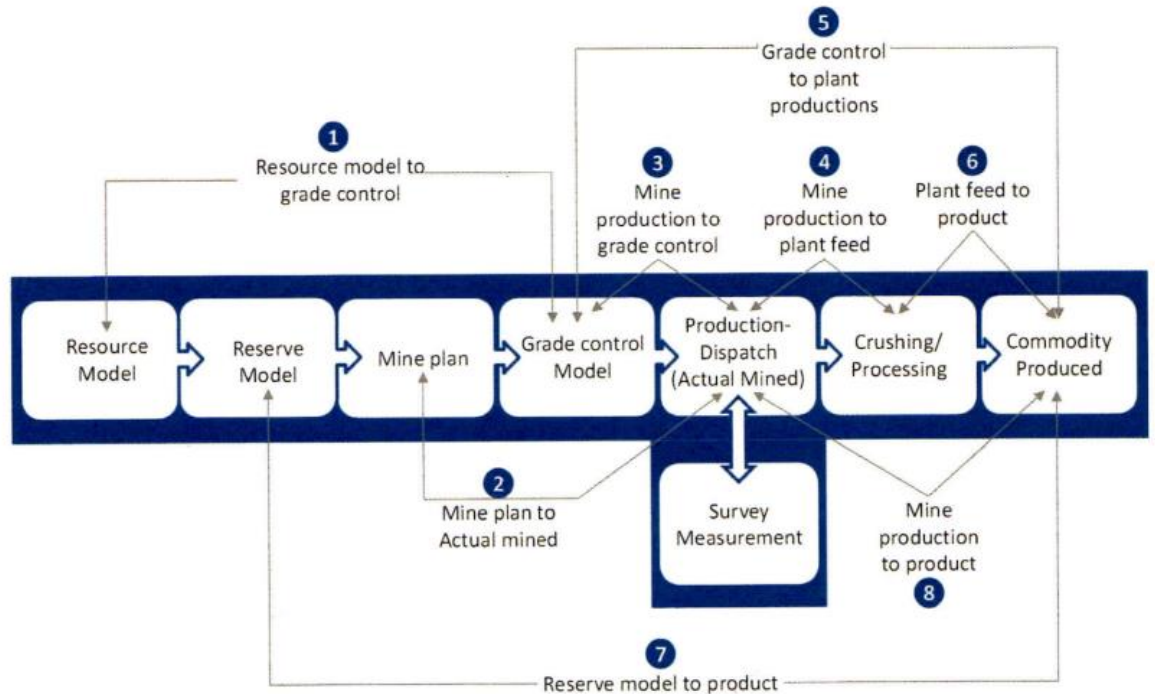 5
Grade control
to plant
productions
1
Resource model to
grade control
3
Mine
production to
grade control
4
Mine
production to
plant feed
6
Plant feed to
product
Resource
Model
Reserve
Model
Mine plan
Grade control
Model
Production-
Dispatch
(Actual Mined)
Crushing/
Processing
Commodity
Produced
2
Mine plan to
Actual mined
Survey
Measurement
Mine
production
to product
8
7
Reserve model to product